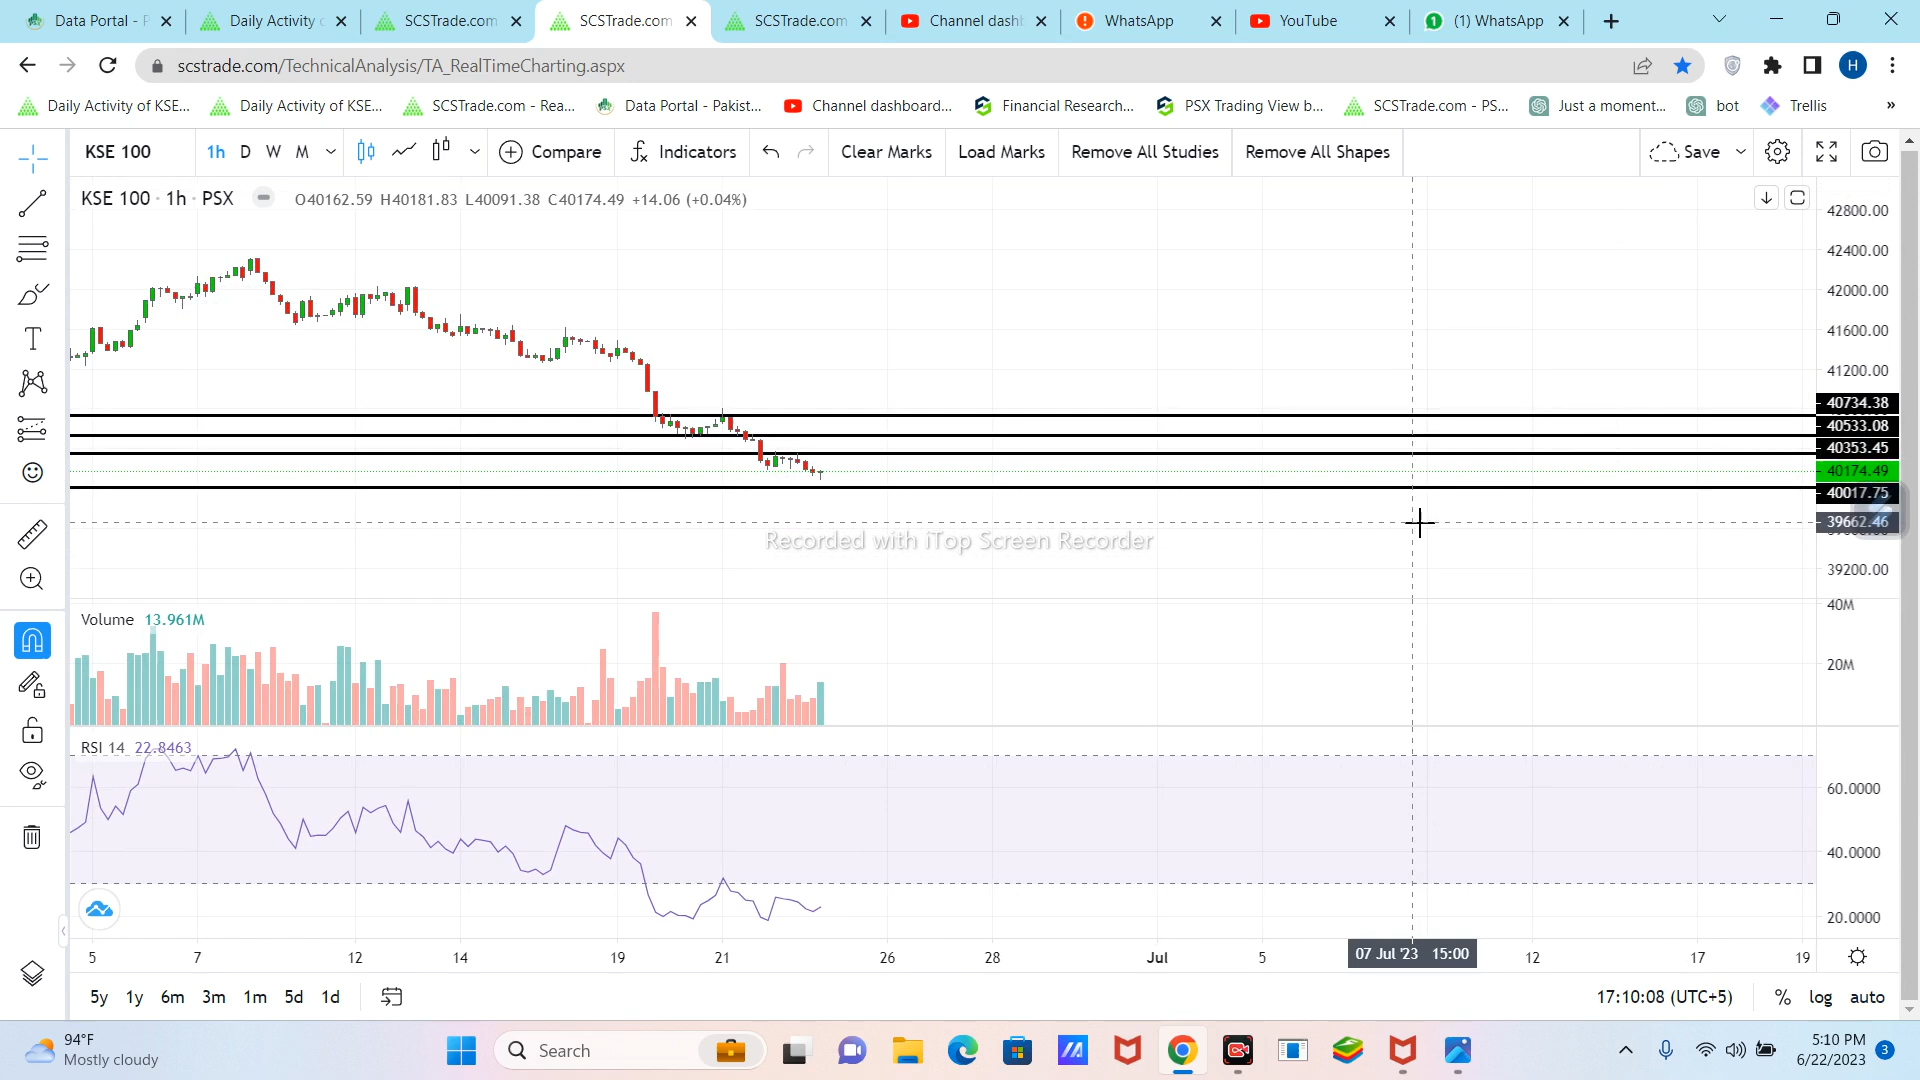 Data Portal - P
Daily Activity o
SCSTrade.com
SCSTrade.com
SCSTrade.com
Channel dash
WhatsApp
YouTube
(1) WhatsApp
scstrade.com/TechnicalAnalysis/TA_RealTimeCharting.aspx
H
Daily Activity of KSE...
Daily Activity of KSE...
SCSTrade.com - Rea...
Data Portal - Pakist...
Channel dashboard...
Financial Research...
PSX Trading View b...
SCSTrade.com - PS...
Just a moment...
bot
Trellis
»
KSE 100
1h D W M
Compare
Indicators
Clear Marks
Load Marks
Remove All Studies
Remove All Shapes
Save
KSE 100 · 1h · PSX
O40162.59 H40181.83 L40091.38 C40174.49 +14.06 (+0.04%)
42800.00
42400.00
42000.00
41600.00
41200.00
40734.38
40533.08
40353.45
40174.49
40017.75
39662.46
39200.00
Recorded with iTop Screen Recorder
Volume 13.961M
40M
20M
RSI 14 22.8463
60.0000
40.0000
20.0000
5 7 12 14 19 21 26 28 Jul 5 07 Jul '23 15:00 12 17 19
5y 1y 6m 3m 1m 5d 1d
17:10:08 (UTC+5)
% log auto
94°F
Mostly cloudy
Search
5:10 PM
6/22/2023
3